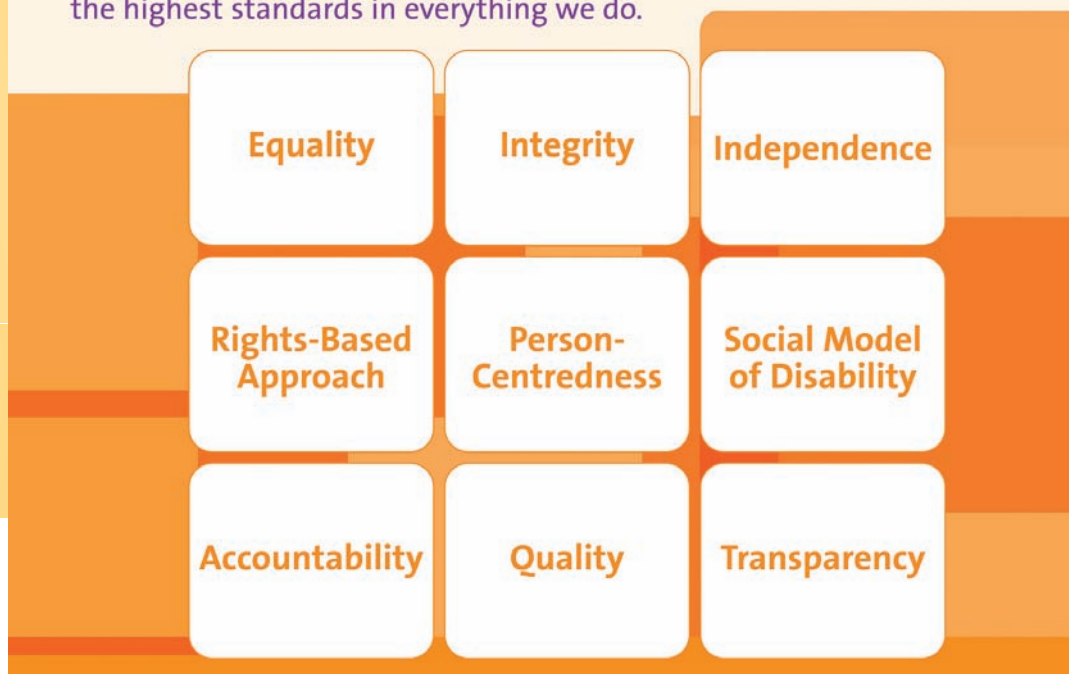 the highest standards in everything we do.
Equality
Integrity
Independence
Rights-Based
Approach
Person-
Centredness
Social Model
of Disability
Accountability
Quality
Transparency